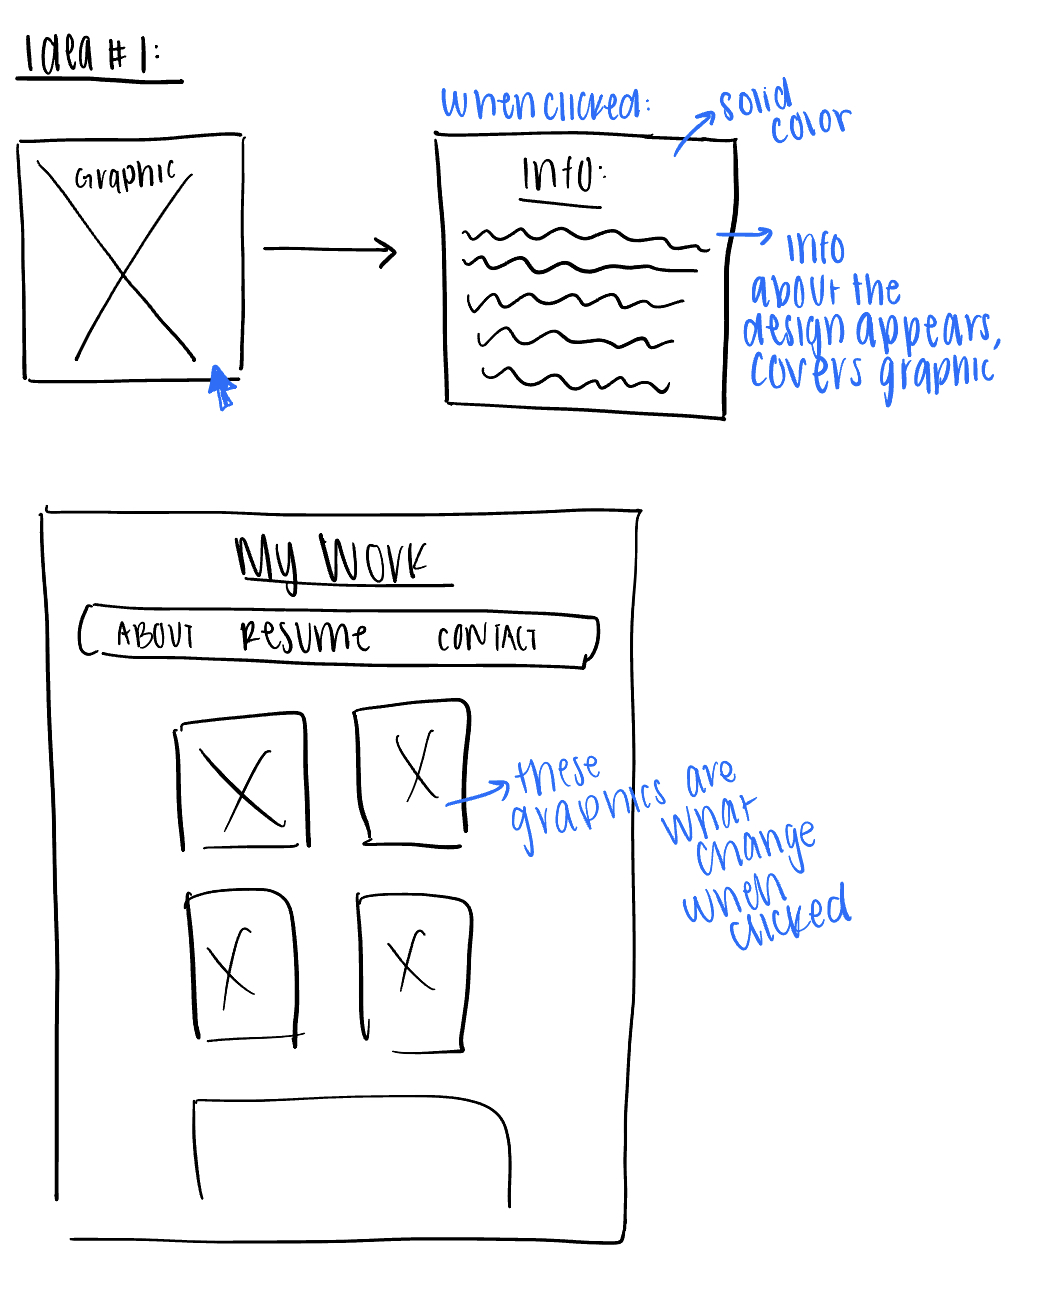 Idea #1:
When clicked:
solid
color
Graphic
Info:
Info
about the
design appears,
covers graphic
My Work
ABOUT RESUME CONTACT
these
graphics are
what
change
when
clicked